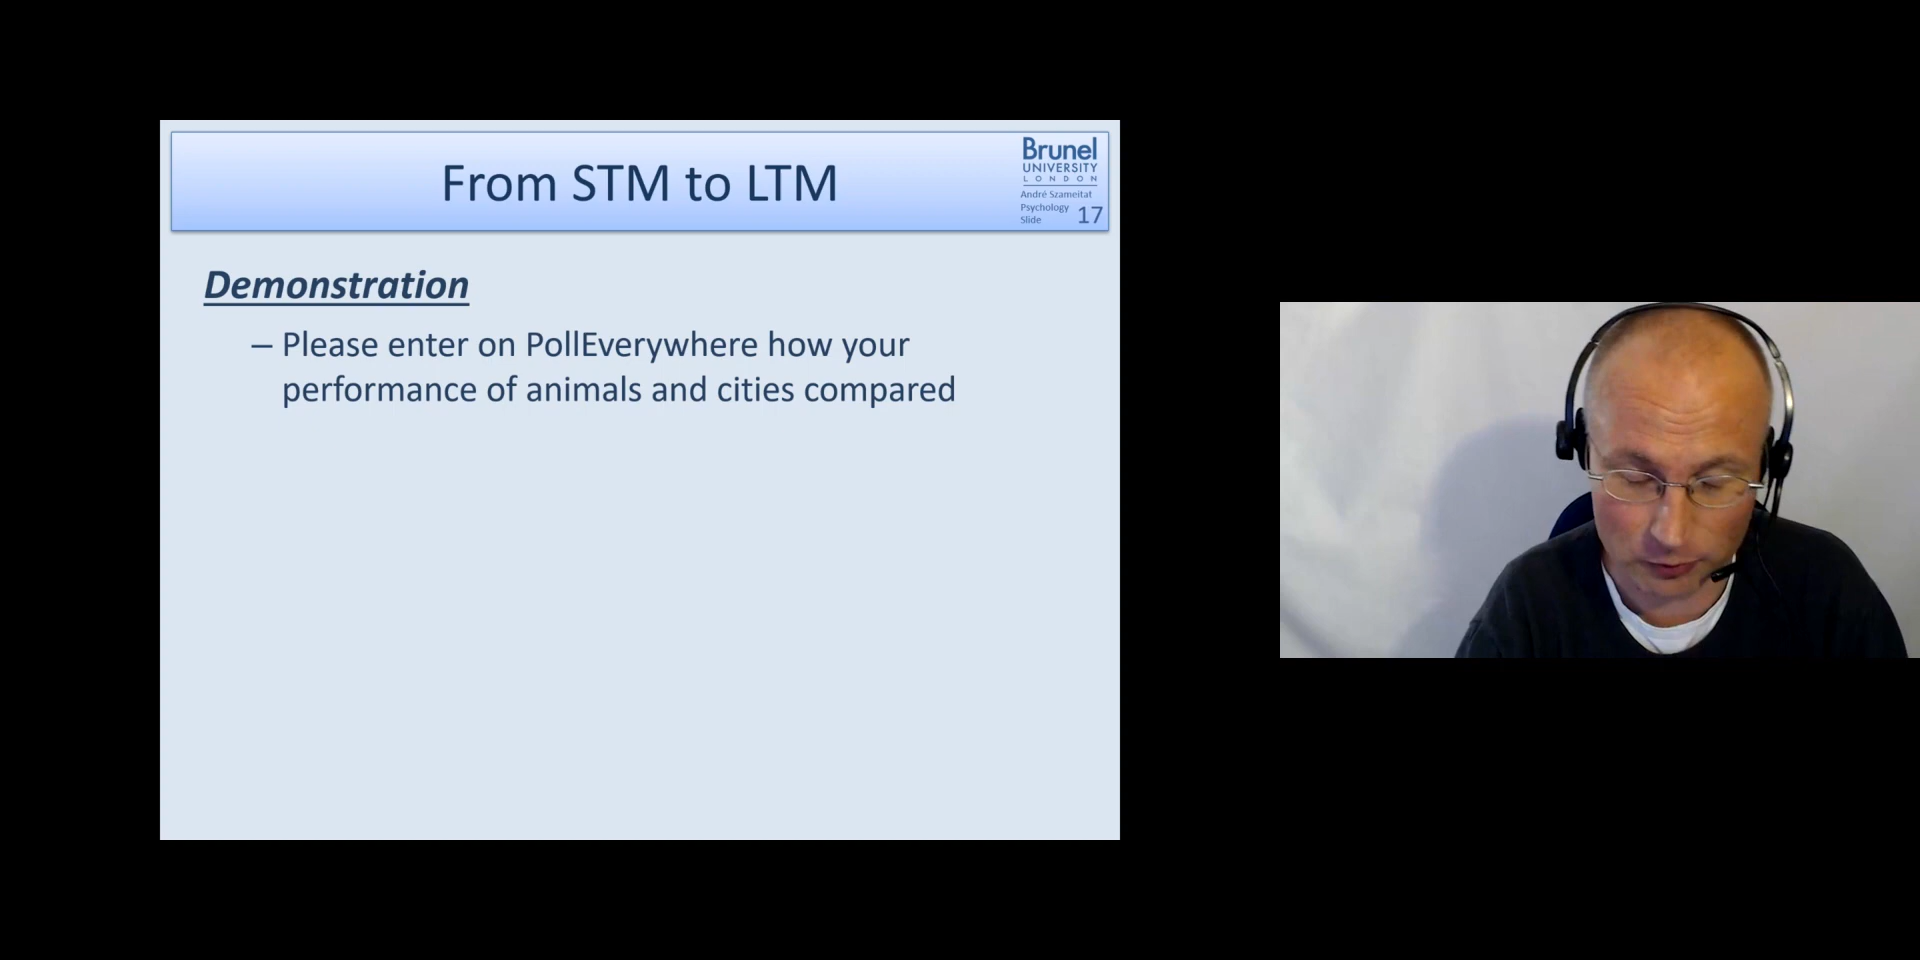 From STM to LTM
Brunel
UNIVERSITY
LONDON
André Szameitat
Psychology
Slide 17
Demonstration
– Please enter on PollEverywhere how your
performance of animals and cities compared